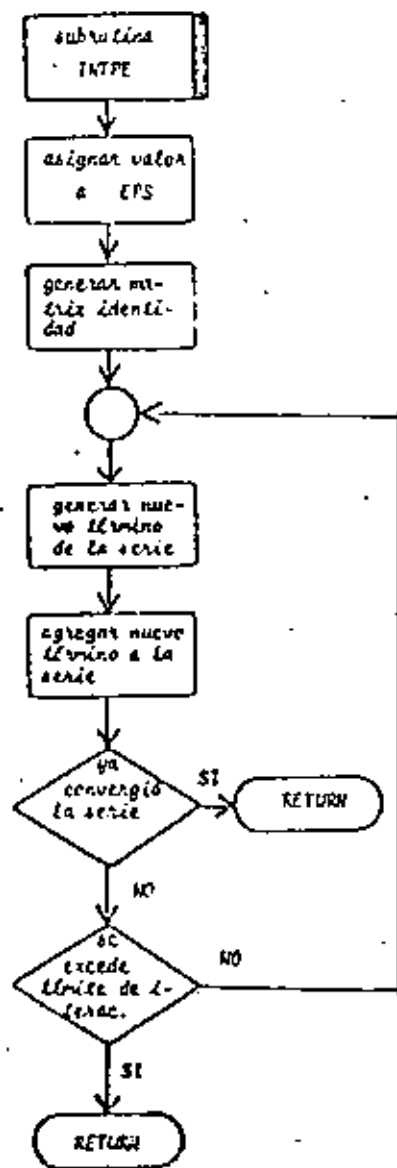 subrutina
INTPE
asignar valor
a EPS
generar ma-
triz identi-
dad
generar nue-
vo término
de la serie
agregar nuevo
término a la
serie
ya
convergió
la serie
SI
RETURN
NO
se
excede
límite de i-
terac.
NO
SI
RETURN